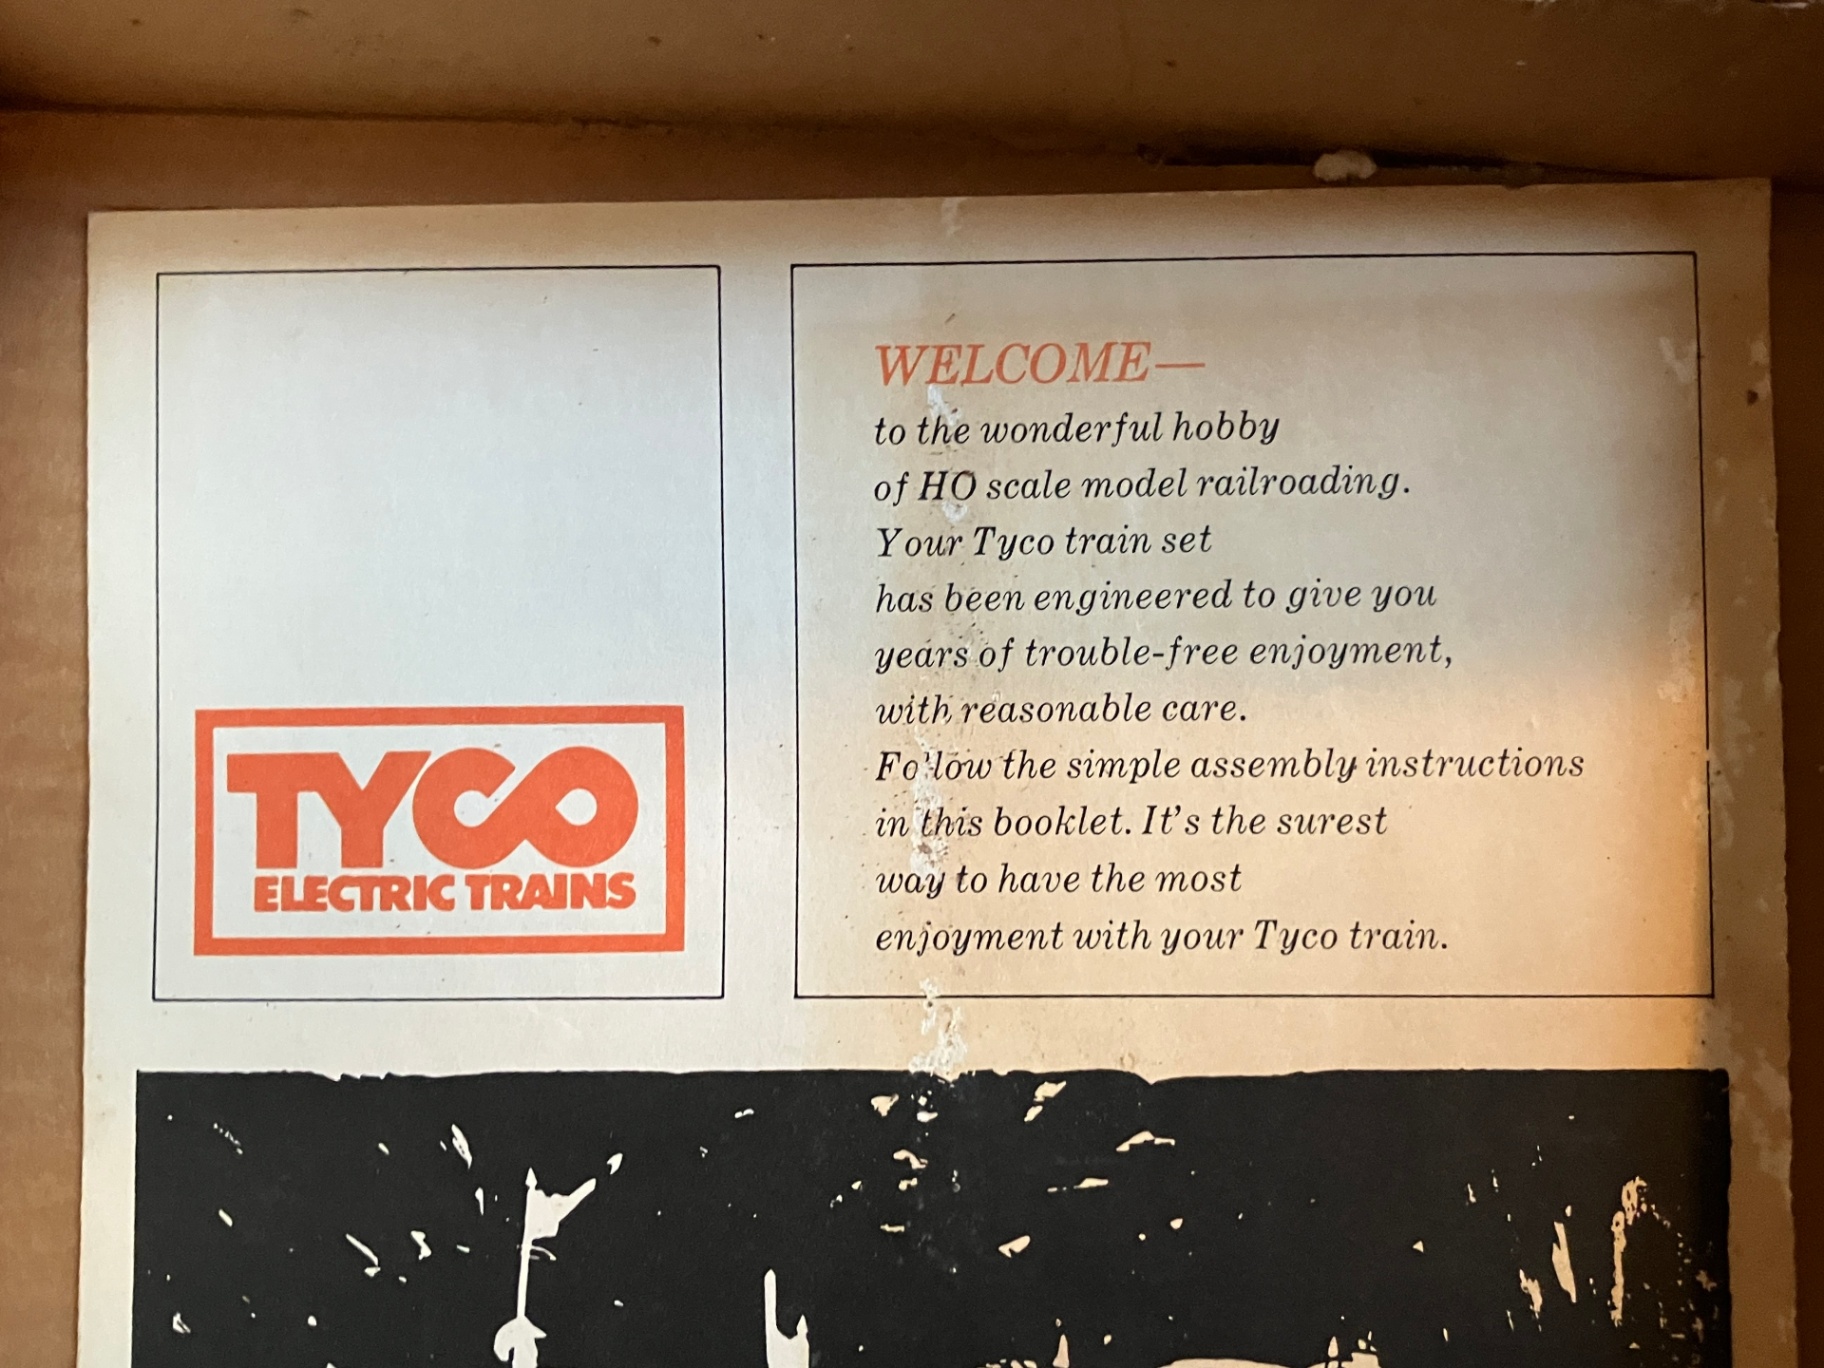 TYCO
ELECTRIC TRAINS
WELCOME—
to the wonderful hobby
of HO scale model railroading.
Your Tyco train set
has been engineered to give you
years of trouble-free enjoyment,
with reasonable care.
Follow the simple assembly instructions
in this booklet. It's the surest
way to have the most
enjoyment with your Tyco train.